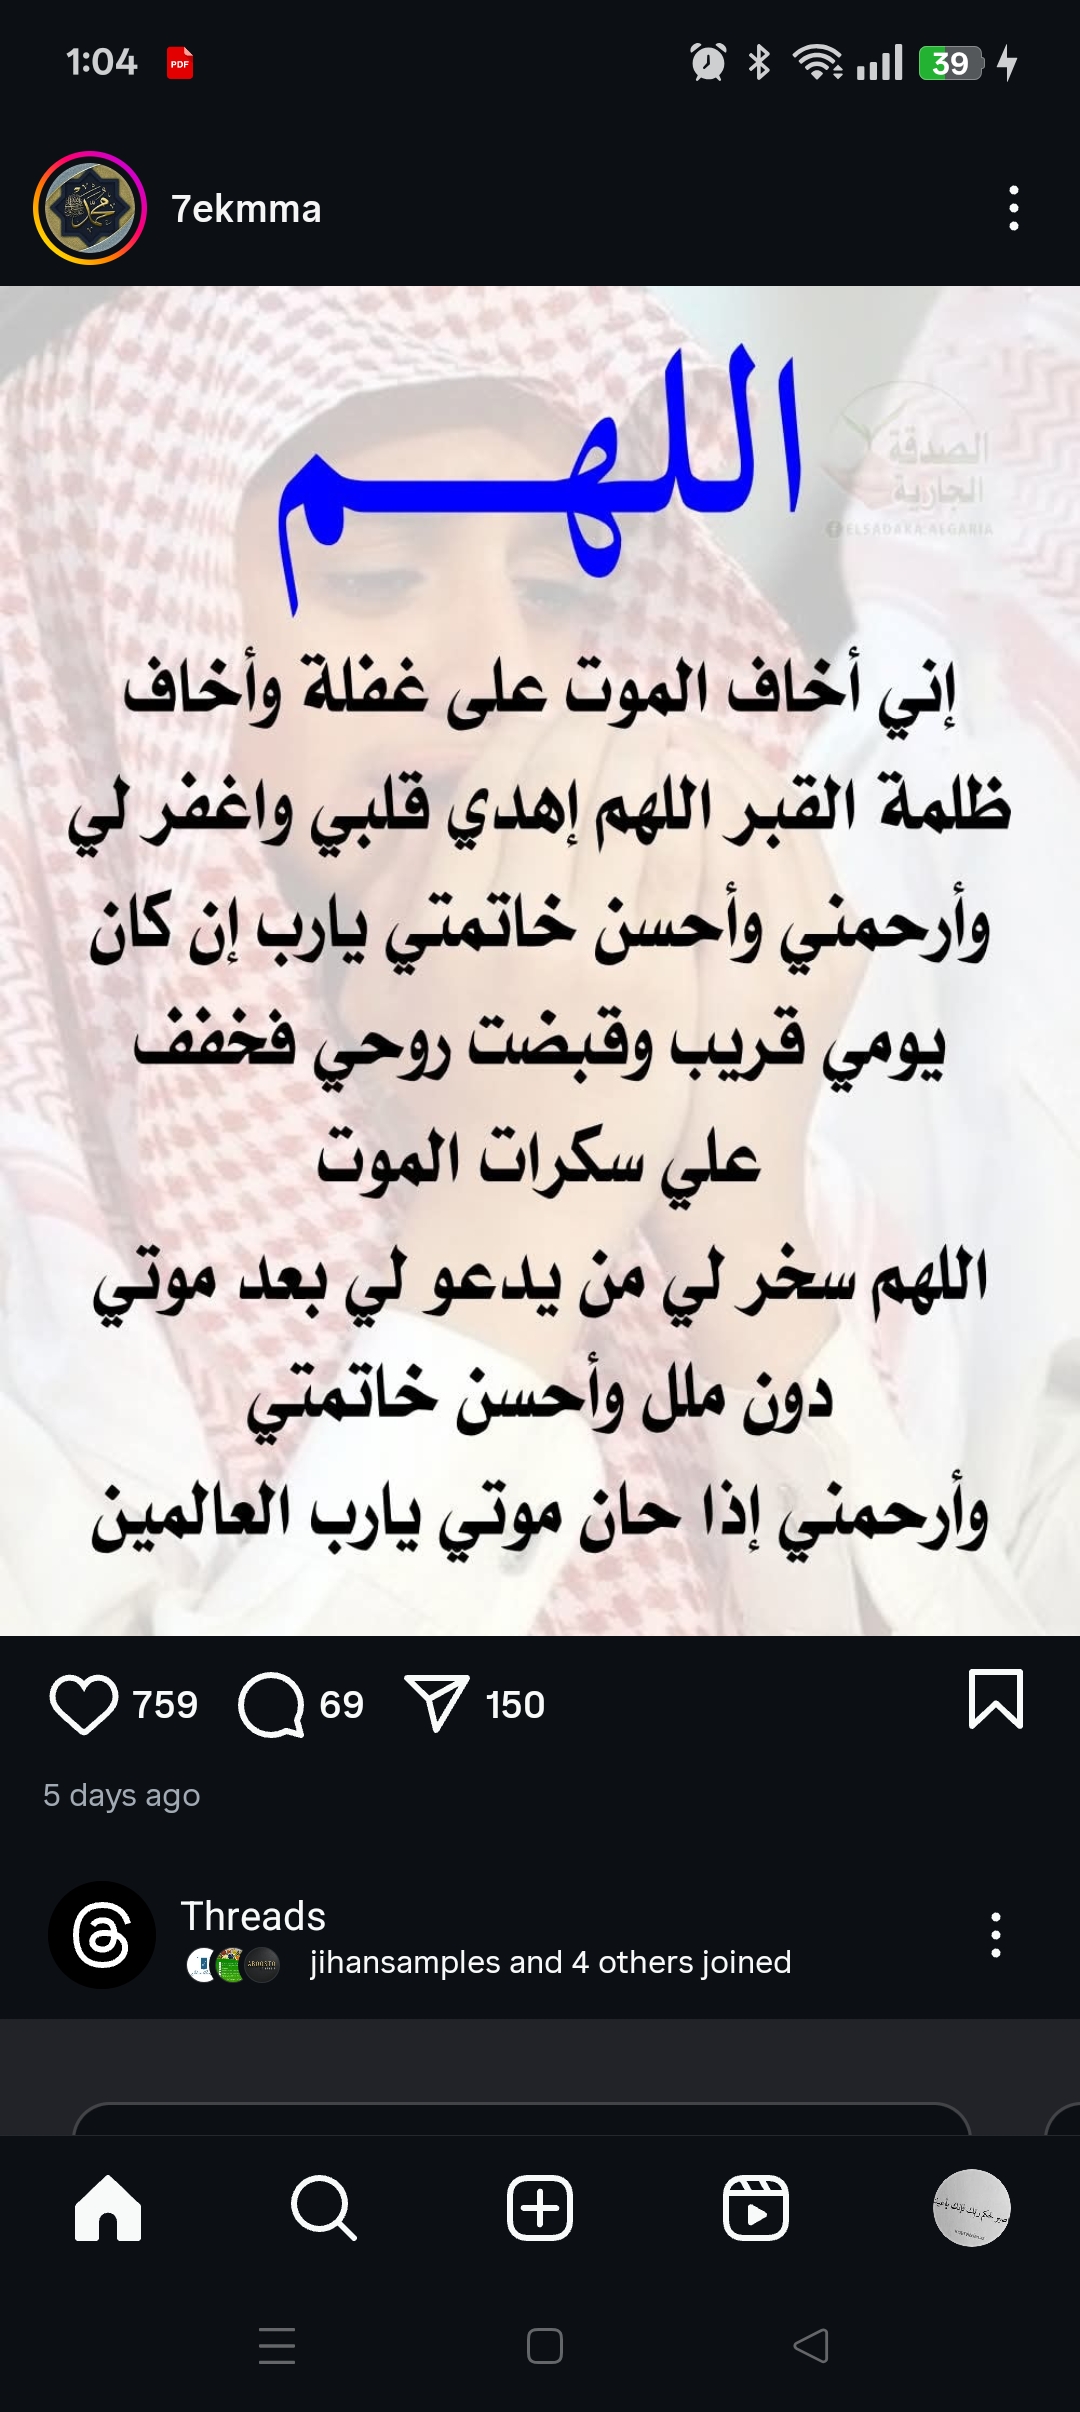 1:04
PDF
39
7ekmma
اللهم
الصدقة
الجارية
ELSADAKA.ALGARIA
إني أخاف الموت على غفلة وأخاف
ظلمة القبر اللهم إهدي قلبي واغفر لي
وأرحمني وأحسن خاتمتي يارب إن كان
يومي قريب وقبضت روحي فخفف
علي سكرات الموت
اللهم سخر لي من يدعو لي بعد موتي
دون ملل وأحسن خاتمتي
وأرحمني إذا حان موتي يارب العالمين
759 69 150
5 days ago
Threads
jihansamples and 4 others joined